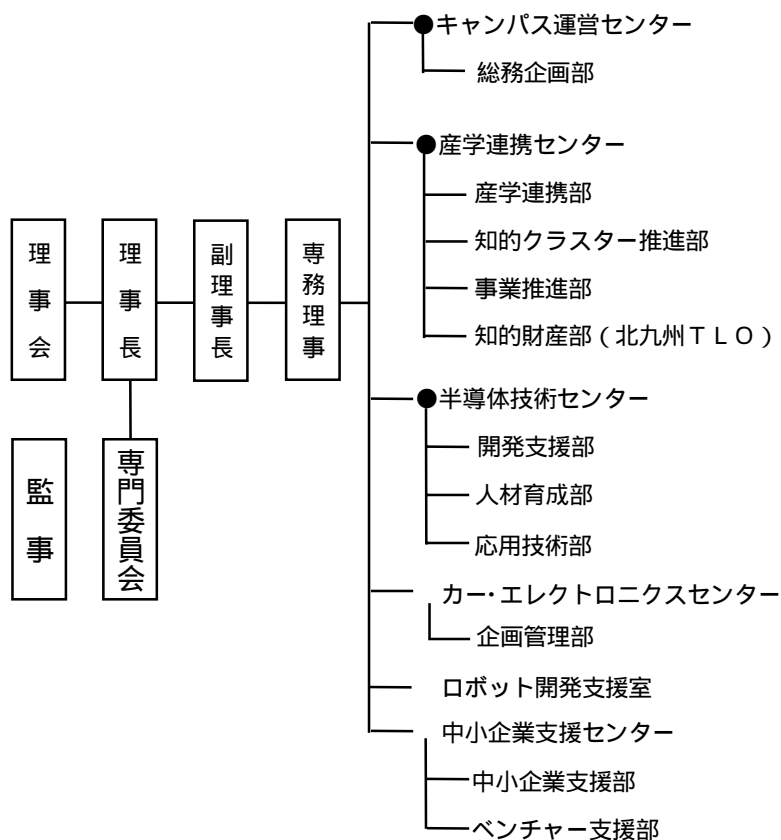 理事会
理事長
副理事長
専務理事
監事
専門委員会
●キャンパス運営センター
総務企画部
●産学連携センター
産学連携部
知的クラスター推進部
事業推進部
知的財産部(北九州TLO)
●半導体技術センター
開発支援部
人材育成部
応用技術部
カー・エレクトロニクスセンター
企画管理部
ロボット開発支援室
中小企業支援センター
中小企業支援部
ベンチャー支援部